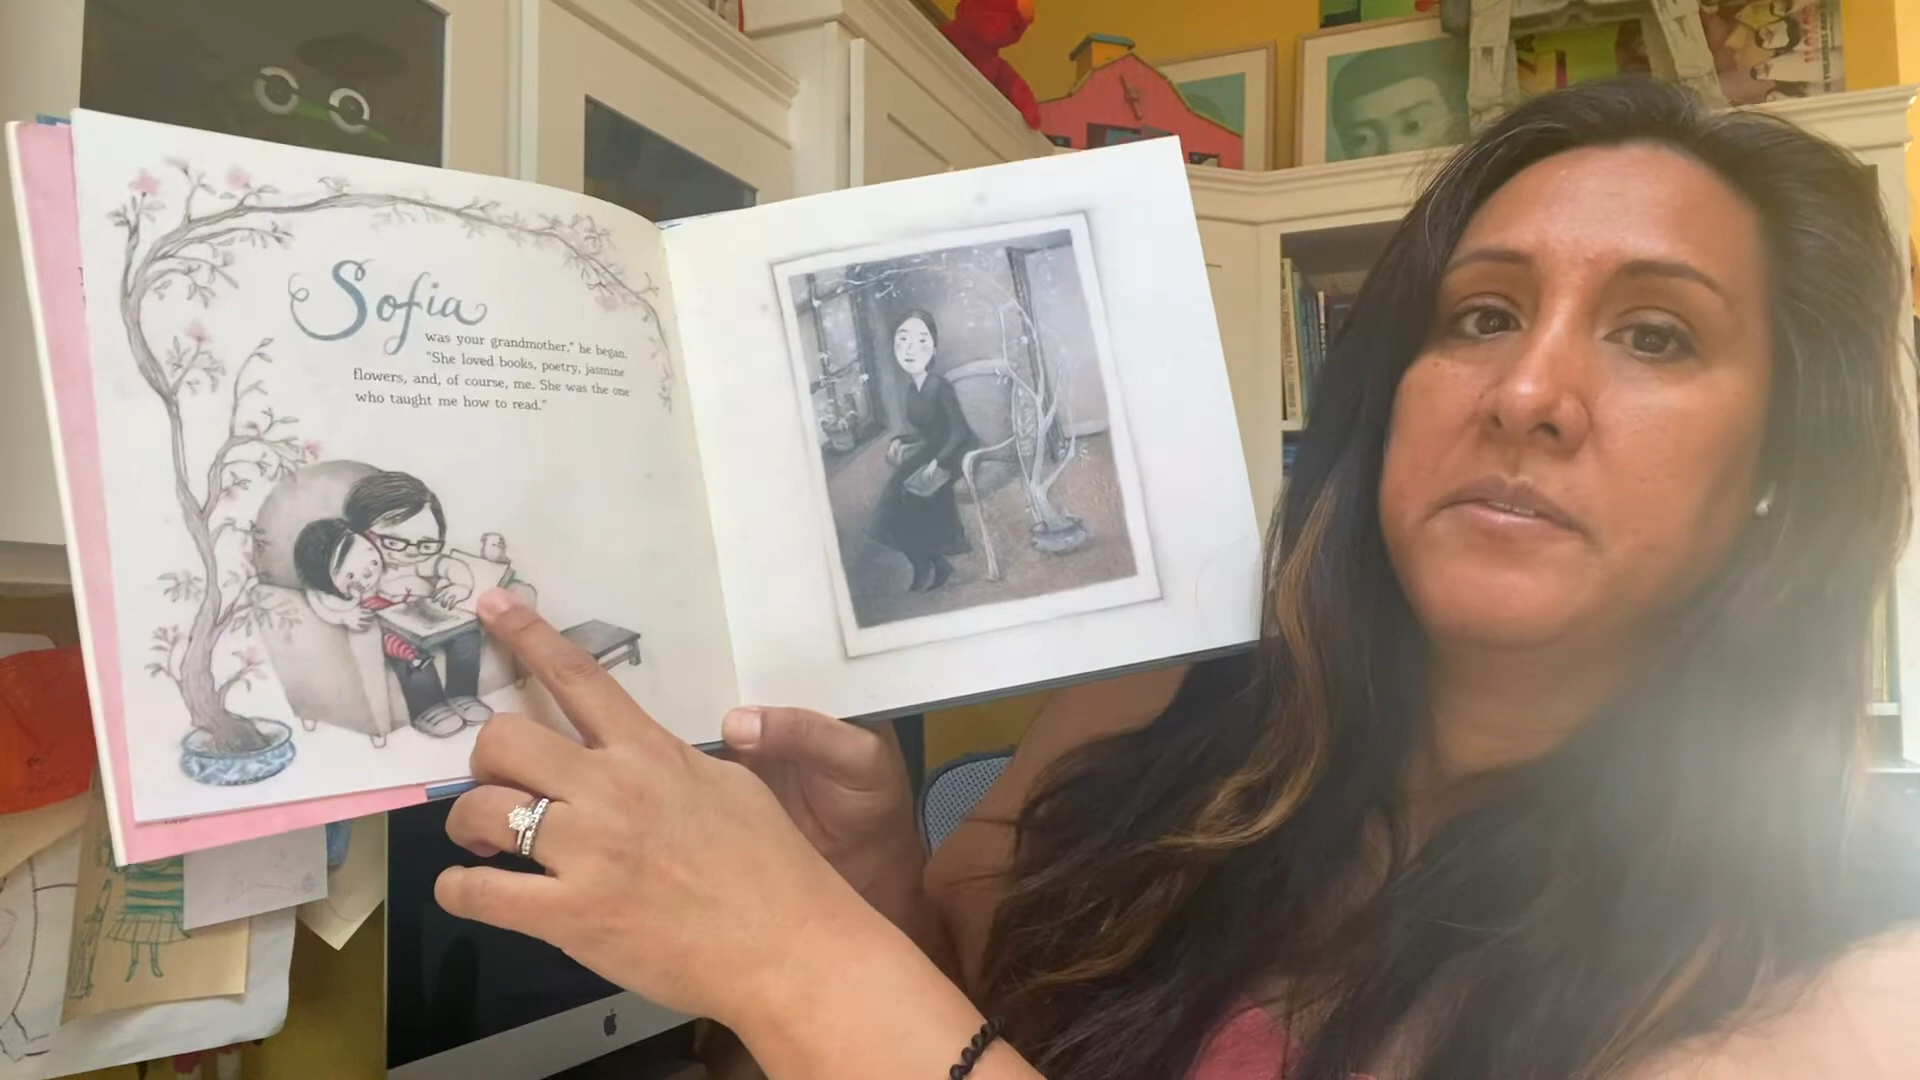 Sofia
was your grandmother," he began.
"She loved books, poetry, jasmine
flowers, and, of course, me. She was the one
who taught me how to read."